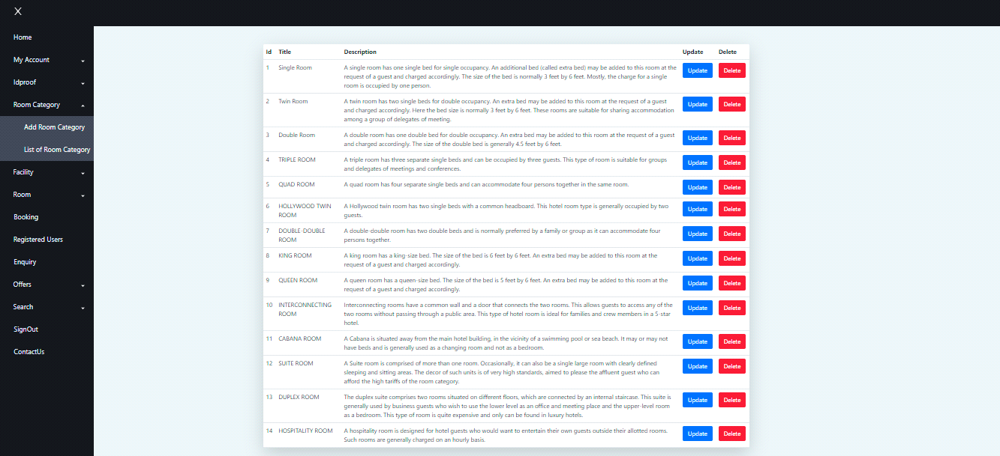 X
Home
My Account
Idproof
Room Category
Add Room Category
List of Room Category
Facility
Room
Booking
Registered Users
Enquiry
Offers
Search
SignOut
ContactUs
Id Title Description Update Delete
1 Single Room A single room has one single bed for single occupancy. An additional bed (called extra bed) may be added to this room at the Update Delete
request of a guest and charged accordingly. The size of the bed is normally 3 feet by 6 feet. Mostly, the charge for a single
room is occupied by one person.
2 Twin Room A twin room has two single beds for double occupancy. An extra bed may be added to this room at the request of a guest Update Delete
and charged accordingly. Here the bed size is normally 3 feet by 6 feet. These rooms are suitable for sharing accommodation
among a group of delegates of meeting.
3 Double Room A double room has one double bed for double occupancy. An extra bed may be added to this room at the request of a guest Update Delete
and charged accordingly. The size of the double bed is generally 4.5 feet by 6 feet.
4 TRIPLE ROOM A triple room has three separate single beds and can be occupied by three guests. This type of room is suitable for groups Update Delete
and delegates of meetings and conferences.
5 QUAD ROOM A quad room has four separate single beds and can accommodate four persons together in the same room. Update Delete
6 HOLLYWOOD TWIN A Hollywood twin room has two single beds with a common headboard. This hotel room type is generally occupied by two Update Delete
ROOM guests.
7 DOUBLE-DOUBLE A double-double room has two double beds and is normally preferred by a family or group as it can accommodate four Update Delete
ROOM persons together.
8 KING ROOM A king room has a king-size bed. The size of the bed is 6 feet by 6 feet. An extra bed may be added to this room at the Update Delete
request of a guest and charged accordingly.
9 QUEEN ROOM A queen room has a queen-size bed. The size of the bed is 5 feet by 6 feet. An extra bed may be added to this room at the Update Delete
request of a guest and charged accordingly.
10 INTERCONNECTING Interconnecting rooms have a common wall and a door that connects the two rooms. This allows guests to access any of the Update Delete
ROOM two rooms without passing through a public area. This type of hotel room is ideal for families and crew members in a 5-star
hotel.
11 CABANA ROOM A Cabana is situated away from the main hotel building, in the vicinity of a swimming pool or sea beach. It may or may not Update Delete
have beds and is generally used as a changing room and not as a bedroom.
12 SUITE ROOM A Suite room is comprised of more than one room. Occasionally, it can also be a single large room with clearly defined Update Delete
sleeping and sitting areas. The decor of such units is of very high standards, aimed to please the affluent guest who can
afford the high tariffs of the room category.
13 DUPLEX ROOM The duplex suite comprises two rooms situated on different floors, which are connected by an internal staircase. This suite is Update Delete
generally used by business guests who wish to use the lower level as an office and meeting place and the upper-level room
as a bedroom. This type of room is quite expensive and only can be found in luxury hotels.
14 HOSPITALITY ROOM A hospitality room is designed for hotel guests who would want to entertain their own guests outside their allotted rooms. Update Delete
Such rooms are generally charged on an hourly basis.